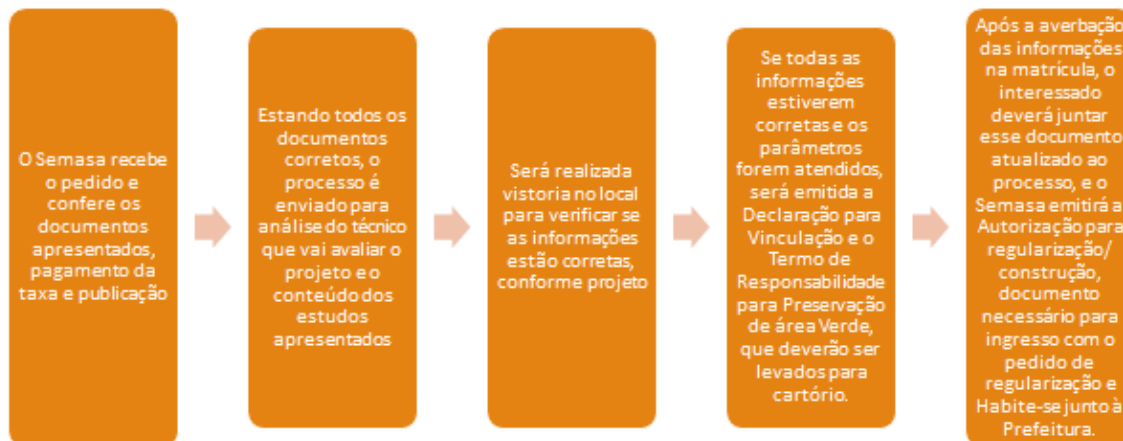 O Semasa recebe
o pedido e
confere os
documentos
apresentados,
pagamento da
taxa e publicação
Estando todos os
documentos
corretos, o
processo é
enviado para
análise do técnico
que vai avaliar o
projeto e o
conteúdo dos
estudos
apresentados
Será realizada
vistoria no local
para verificar se
as informações
estão corretas,
conforme projeto
Se todas as
informações
estiverem
corretas e os
parâmetros
forem atendidos,
será emitida a
Declaração para
Vinculação e o
Termo de
Responsabilidade
para Preservação
de área Verde,
que deverão ser
levados para
cartório.
Após a averbação
das informações
na matrícula, o
interessado
deverá juntar
esse documento
atualizado ao
processo, e o
Semasa emitirá a
Autorização para
regularização/
construção,
documento
necessário para
ingresso com o
pedido de
regularização e
Habite-se junto à
Prefeitura.